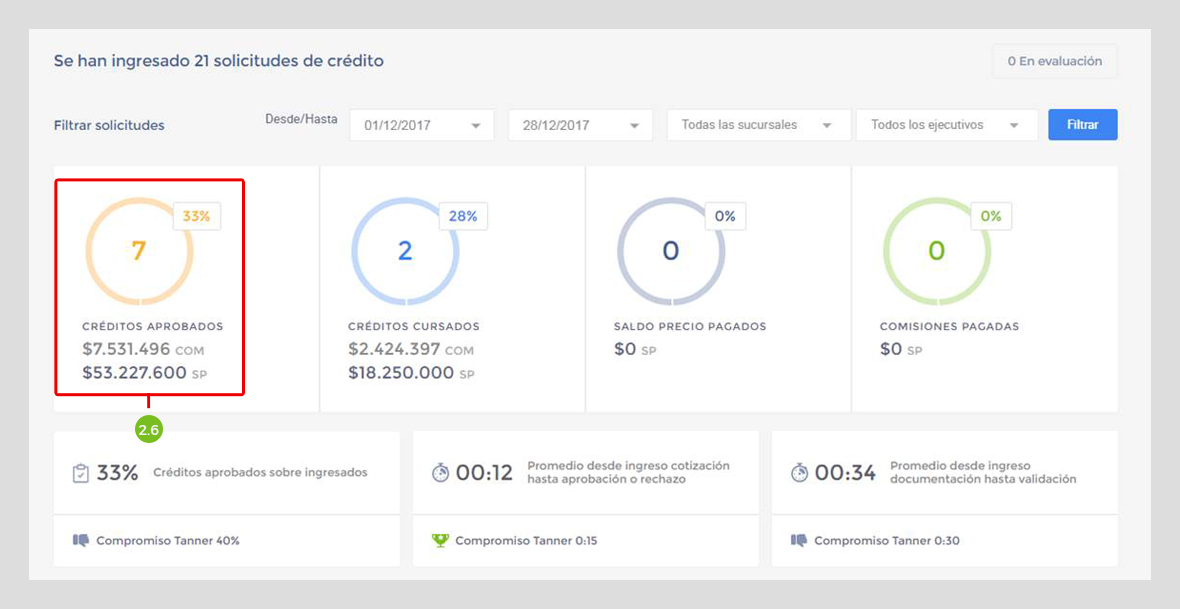 Se han ingresado 21 solicitudes de crédito
0 En evaluación
Filtrar solicitudes
Desde/Hasta
01/12/2017
28/12/2017
Todas las sucursales
Todos los ejecutivos
Filtrar
33%
7
CRÉDITOS APROBADOS
$7.531.496 COM
$53.227.600 SP
2.6
28%
2
CRÉDITOS CURSADOS
$2.424.397 COM
$18.250.000 SP
0%
0
SALDO PRECIO PAGADOS
$0 SP
0%
0
COMISIONES PAGADAS
$0 SP
33%
Créditos aprobados sobre ingresados
Compromiso Tanner 40%
00:12
Promedio desde ingreso cotización
hasta aprobación o rechazo
Compromiso Tanner 0:15
00:34
Promedio desde ingreso
documentación hasta validación
Compromiso Tanner 0:30